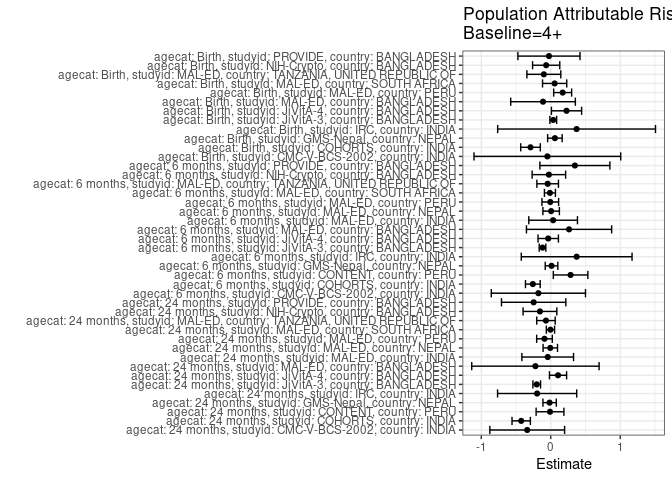 Population Attributable Ris
Baseline=4+
agecat: Birth, studyid: PROVIDE, country: BANGLADESH
agecat: Birth, studyid: NIH-Crypto, country: BANGLADESH
agecat: Birth, studyid: MAL-ED, country: TANZANIA, UNITED REPUBLIC OF
agecat: Birth, studyid: MAL-ED, country: SOUTH AFRICA
agecat: Birth, studyid: MAL-ED, country: PERU
agecat: Birth, studyid: MAL-ED, country: BANGLADESH
agecat: Birth, studyid: JiVitA-4, country: BANGLADESH
agecat: Birth, studyid: JiVitA-3, country: BANGLADESH
agecat: Birth, studyid: IRC, country: INDIA
agecat: Birth, studyid: GMS-Nepal, country: NEPAL
agecat: Birth, studyid: COHORTS, country: INDIA
agecat: Birth, studyid: CMC-V-BCS-2002, country: INDIA
agecat: 6 months, studyid: PROVIDE, country: BANGLADESH
agecat: 6 months, studyid: NIH-Crypto, country: BANGLADESH
agecat: 6 months, studyid: MAL-ED, country: TANZANIA, UNITED REPUBLIC OF
agecat: 6 months, studyid: MAL-ED, country: SOUTH AFRICA
agecat: 6 months, studyid: MAL-ED, country: PERU
agecat: 6 months, studyid: MAL-ED, country: NEPAL
agecat: 6 months, studyid: MAL-ED, country: INDIA
agecat: 6 months, studyid: MAL-ED, country: BANGLADESH
agecat: 6 months, studyid: JiVitA-4, country: BANGLADESH
agecat: 6 months, studyid: JiVitA-3, country: BANGLADESH
agecat: 6 months, studyid: IRC, country: INDIA
agecat: 6 months, studyid: GMS-Nepal, country: NEPAL
agecat: 6 months, studyid: CONTENT, country: PERU
agecat: 6 months, studyid: COHORTS, country: INDIA
agecat: 6 months, studyid: CMC-V-BCS-2002, country: INDIA
agecat: 24 months, studyid: PROVIDE, country: BANGLADESH
agecat: 24 months, studyid: NIH-Crypto, country: BANGLADESH
agecat: 24 months, studyid: MAL-ED, country: TANZANIA, UNITED REPUBLIC OF
agecat: 24 months, studyid: MAL-ED, country: SOUTH AFRICA
agecat: 24 months, studyid: MAL-ED, country: PERU
agecat: 24 months, studyid: MAL-ED, country: NEPAL
agecat: 24 months, studyid: MAL-ED, country: INDIA
agecat: 24 months, studyid: MAL-ED, country: BANGLADESH
agecat: 24 months, studyid: JiVitA-4, country: BANGLADESH
agecat: 24 months, studyid: JiVitA-3, country: BANGLADESH
agecat: 24 months, studyid: IRC, country: INDIA
agecat: 24 months, studyid: GMS-Nepal, country: NEPAL
agecat: 24 months, studyid: CONTENT, country: PERU
agecat: 24 months, studyid: COHORTS, country: INDIA
agecat: 24 months, studyid: CMC-V-BCS-2002, country: INDIA
-1 0 1
Estimate